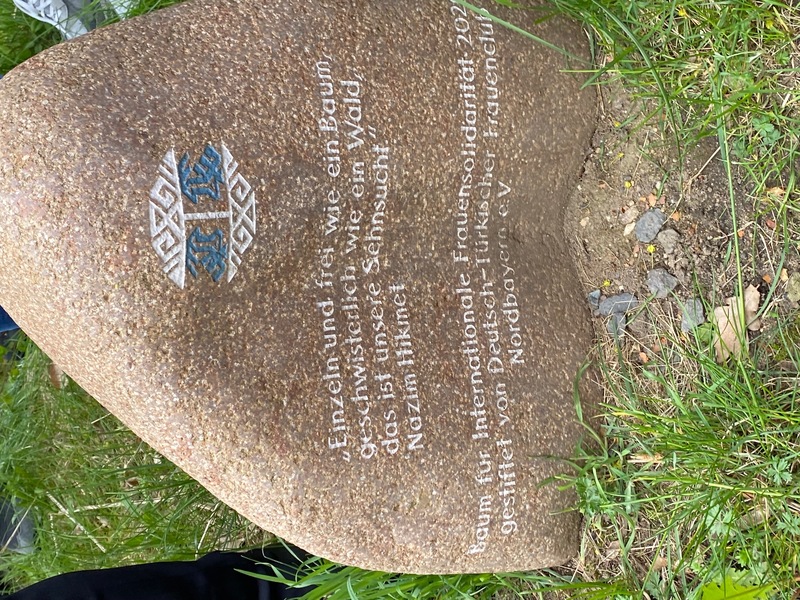 „Einzeln und frei wie ein Baum,
geschwisterlich wie ein Wald,
das ist unsere Sehnsucht“
Nazim Hikmet
Baum für Internationale Frauensolidarität
gestiftet von Deutsch-Türkischer Frauenclub
Nordbayern e.V